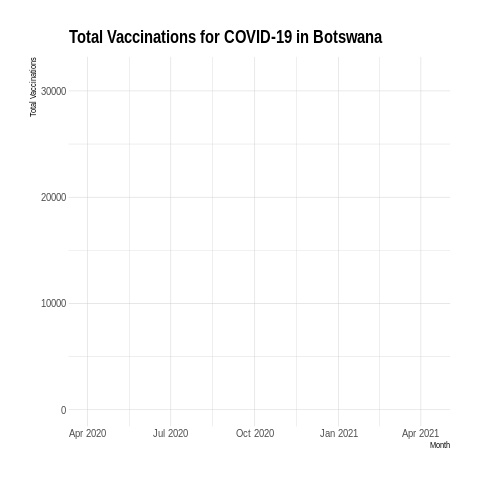 Total Vaccinations for COVID-19 in Botswana
Total Vaccinations
30000
20000
10000
0
Apr 2020 Jul 2020 Oct 2020 Jan 2021 Apr 2021
Month